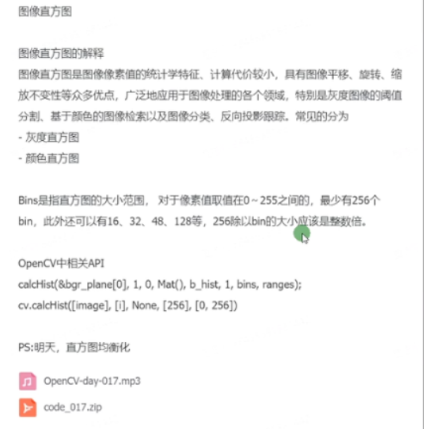 图像直方图
图像直方图的解释
图像直方图是图像像素值的统计学特征、计算代价较小，具有图像平移、旋转、缩
放不变性等众多优点，广泛地应用于图像处理的各个领域，特别是灰度图像的阈值
分割、基于颜色的图像检索以及图像分类、反向投影跟踪。常见的分为
- 灰度直方图
- 颜色直方图
Bins是指直方图的大小范围， 对于像素值取值在0～255之间的，最少有256个
bin，此外还可以有16、32、48、128等，256除以bin的大小应该是整数倍。
OpenCV中相关API
calcHist(&bgr_plane[0], 1, 0, Mat(), b_hist, 1, bins, ranges);
cv.calcHist([image], [i], None, [256], [0, 256])
PS:明天，直方图均衡化
OpenCV-day-017.mp3
code_017.zip